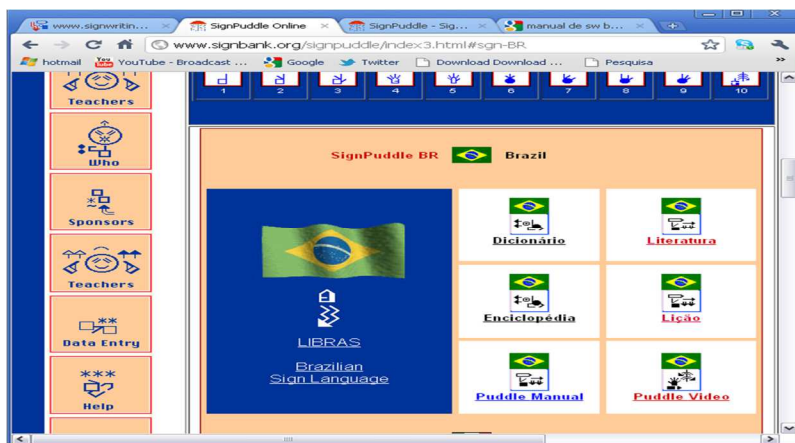 www.signwritin...
SignPuddle Online
SignPuddle - Sig...
manual de sw b...
www.signbank.org/signpuddle/index3.html#sgn-BR
hotmail
YouTube - Broadcast ...
Google
Twitter
Download Download ...
Pesquisa
»
Teachers
Who
Sponsors
Teachers
Data Entry
***
Help
1 2 3 4 5 6 7 8 9 10
SignPuddle BR Brazil
LIBRAS
Brazilian
Sign Language
Dicionário
Literatura
Enciclopédia
Lição
Puddle Manual
Puddle Video